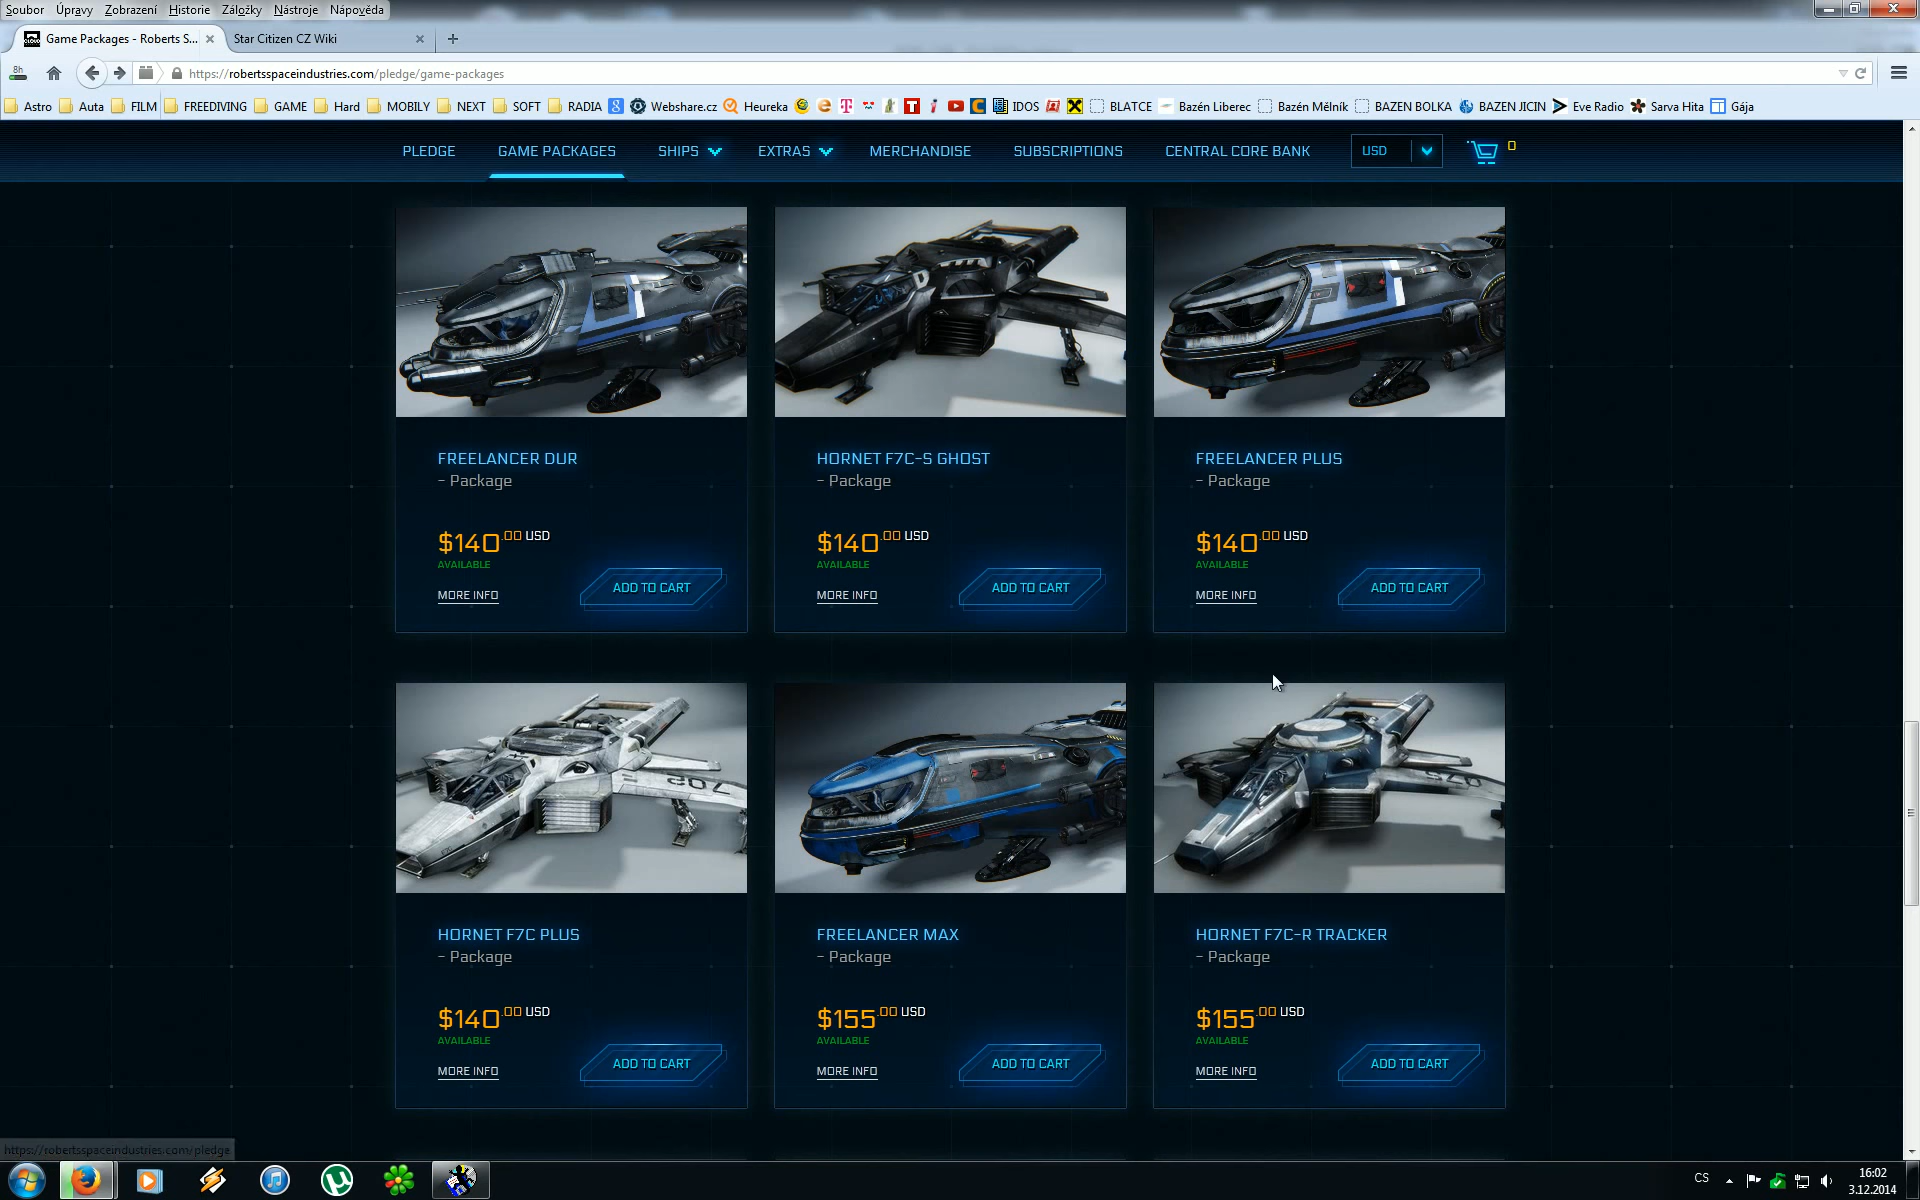 Soubor Úpravy Zobrazení Historie Záložky Nástroje Nápověda
Game Packages - Roberts S... Star Citizen CZ Wiki
8h https://robertsspaceindustries.com/pledge/game-packages
Astro Auta FILM FREEDIVING GAME Hard MOBILY NEXT SOFT RADIA Webshare.cz Heureka IDOS BLATCE Bazén Liberec Bazén Mělník BAZEN BOLKA BAZEN JICIN Eve Radio Sarva Hita Gája
PLEDGE GAME PACKAGES SHIPS EXTRAS MERCHANDISE SUBSCRIPTIONS CENTRAL CORE BANK USD 0
FREELANCER DUR
- Package
$140.00 USD
AVAILABLE
MORE INFO
ADD TO CART
HORNET F7C-S GHOST
- Package
$140.00 USD
AVAILABLE
MORE INFO
ADD TO CART
FREELANCER PLUS
- Package
$140.00 USD
AVAILABLE
MORE INFO
ADD TO CART
HORNET F7C PLUS
- Package
$140.00 USD
AVAILABLE
MORE INFO
ADD TO CART
FREELANCER MAX
- Package
$155.00 USD
AVAILABLE
MORE INFO
ADD TO CART
HORNET F7C-R TRACKER
- Package
$155.00 USD
AVAILABLE
MORE INFO
ADD TO CART
https://robertsspaceindustries.com/pledge
CS
16:02
3.12.2014